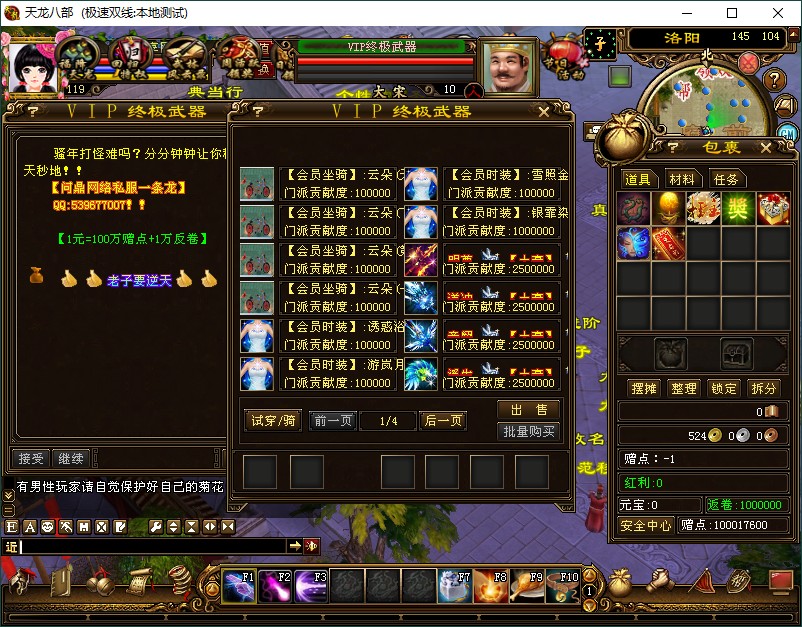 天龙八部 (极速双线:本地测试)
VIP终极武器
洛阳
145 104
北
119
典当行
大宋
10
VIP 终极武器
VIP 终极武器
包裹
骚年打怪难吗？分分钟钟让你
天秒地！！
【问鼎网络私服一条龙】
QQ:539677007！！
【1元=100万赠点+1万反卷】
老子要逆天
接受
继续
【会员坐骑】:云朵
门派贡献度:100000
【会员时装】:雪照金
门派贡献度:100000
【会员坐骑】:云朵
门派贡献度:100000
【会员时装】:银霏染
门派贡献度:1000000
【会员坐骑】:云朵
门派贡献度:100000
门派贡献度:2500000
【会员坐骑】:云朵
门派贡献度:100000
门派贡献度:2500000
【会员时装】:诱惑浴
门派贡献度:100000
门派贡献度:2500000
【会员时装】:游岚月
门派贡献度:100000
门派贡献度:2500000
试穿/骑
前一页
1/4
后一页
出 售
批量购买
道具
材料
任务
摆摊
整理
锁定
拆分
0
524
0
0
赠点：-1
红利:0
元宝:0
返卷:1000000
安全中心
赠点:100017600
有男性玩家请自觉保护好自己的菊花
近
F1
F2
F3
F7
F8
F9
F10
1